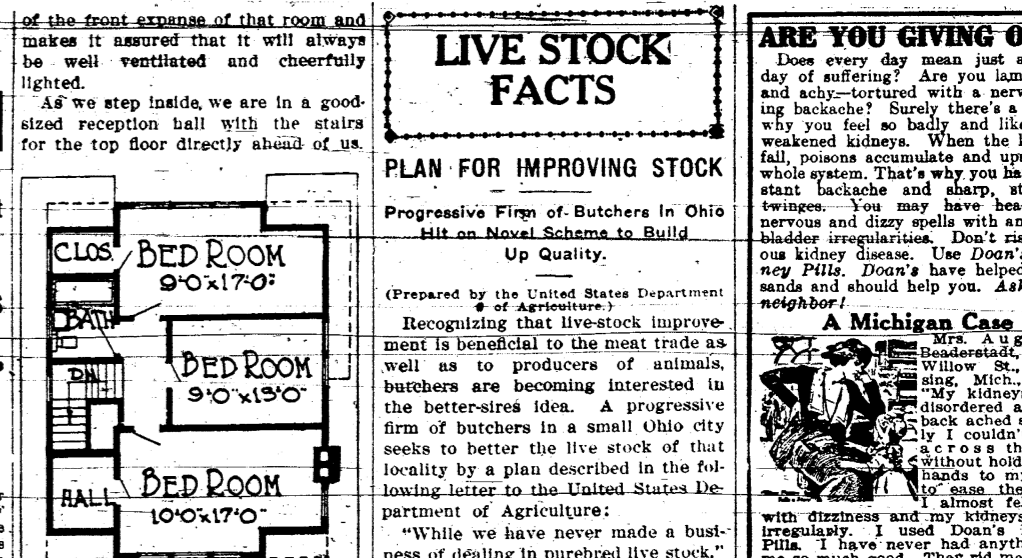 of the front expanse of that room and
makes it assured that it will always
be well ventilated and cheerfully
lighted.
As we step inside, we are in a good-
sized reception hall with the stairs
for the top floor directly ahead of us.
CLOS.
BED ROOM
9'-0"x17'-0"
BATH
DN.
BED ROOM
9'-0"x13'-0"
HALL
BED ROOM
10'-0"x17'-0"
LIVE STOCK
FACTS
PLAN FOR IMPROVING STOCK
Progressive Firm of Butchers in Ohio
Hit on Novel Scheme to Build
Up Quality.
(Prepared by the United States Department
of Agriculture.)
Recognizing that live-stock improve-
ment is beneficial to the meat trade as
well as to producers of animals,
butchers are becoming interested in
the better-sires idea. A progressive
firm of butchers in a small Ohio city
seeks to better the live stock of that
locality by a plan described in the fol-
lowing letter to the United States De-
partment of Agriculture:
"While we have never made a busi-
ness of dealing in purebred live stock,"
ARE YOU GIVING O
Does every day mean just a
day of suffering? Are you lam
and achy—tortured with a nerv
ing backache? Surely there's a
why you feel so badly and like
weakened kidneys. When the k
fail, poisons accumulate and up
whole system. That's why you ha
stant backache and sharp, st
twinges. You may have hea
nervous and dizzy spells with an
bladder irregularities. Don't ris
ous kidney disease. Use Doan's
ney Pills. Doan's have helped
sands and should help you. Ask
neighbor!
A Michigan Case
Mrs. Aug
Beaderstadt,
Willow St.,
sing, Mich.,
"My kidneys
disordered a
back ached s
ly I couldn'
across th
without hold
hands to my
to ease the
I almost fe
with dizziness and my kidneys
irregularly. I used Doan's
Pills. I have never had anyth